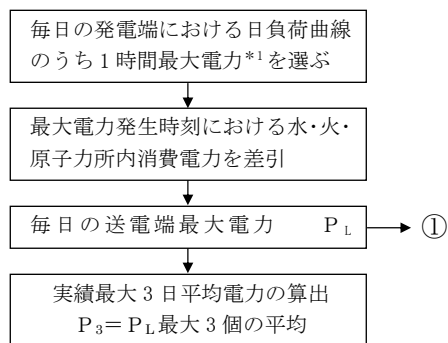 毎日の発電端における日負荷曲線
のうち1時間最大電力*1を選ぶ
最大電力発生時刻における水・火・
原子力所内消費電力を差引
毎日の送電端最大電力 PL ①
実績最大3日平均電力の算出
P3=PL最大3個の平均